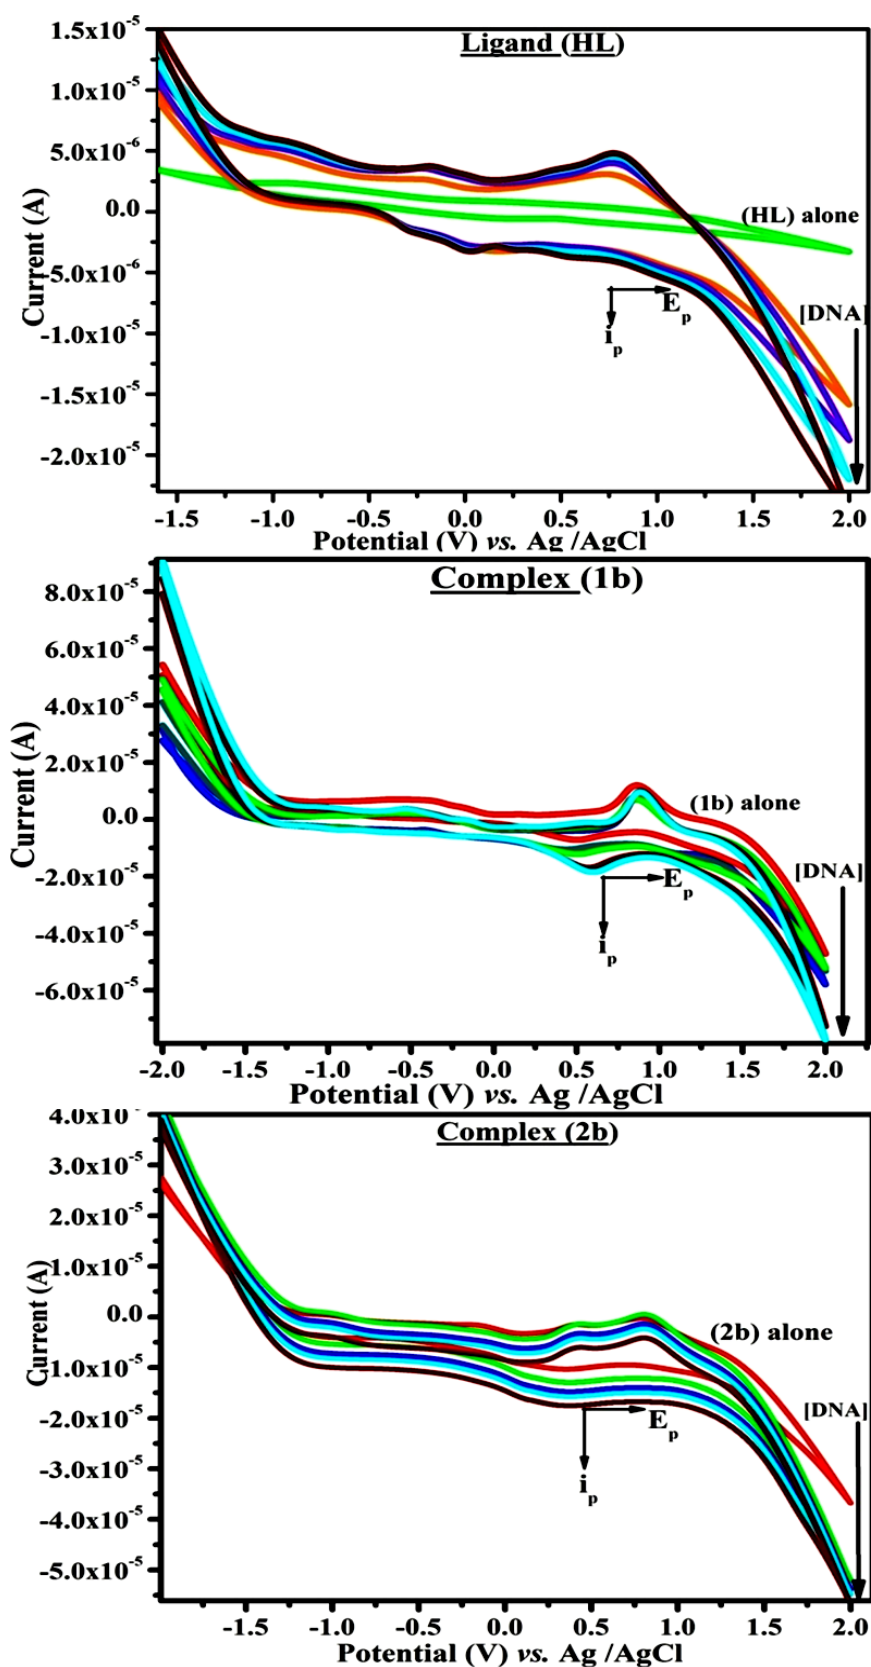 Ligand (HL)
1.5x10⁻⁵
1.0x10⁻⁵
5.0x10⁻⁶
0.0
-5.0x10⁻⁶
-1.0x10⁻⁵
-1.5x10⁻⁵
-2.0x10⁻⁵
Current (A)
(HL) alone
[DNA]
E_p
i_p
-1.5 -1.0 -0.5 0.0 0.5 1.0 1.5 2.0
Potential (V) vs. Ag /AgCl
Complex (1b)
8.0x10⁻⁵
6.0x10⁻⁵
4.0x10⁻⁵
2.0x10⁻⁵
0.0
-2.0x10⁻⁵
-4.0x10⁻⁵
-6.0x10⁻⁵
Current (A)
(1b) alone
[DNA]
E_p
i_p
-2.0 -1.5 -1.0 -0.5 0.0 0.5 1.0 1.5 2.0
Potential (V) vs. Ag /AgCl
Complex (2b)
4.0x10
3.0x10⁻⁵
2.0x10⁻⁵
1.0x10⁻⁵
0.0
-1.0x10⁻⁵
-2.0x10⁻⁵
-3.0x10⁻⁵
-4.0x10⁻⁵
-5.0x10⁻⁵
Current (A)
(2b) alone
[DNA]
E_p
i_p
-1.5 -1.0 -0.5 0.0 0.5 1.0 1.5 2.0
Potential (V) vs. Ag /AgCl